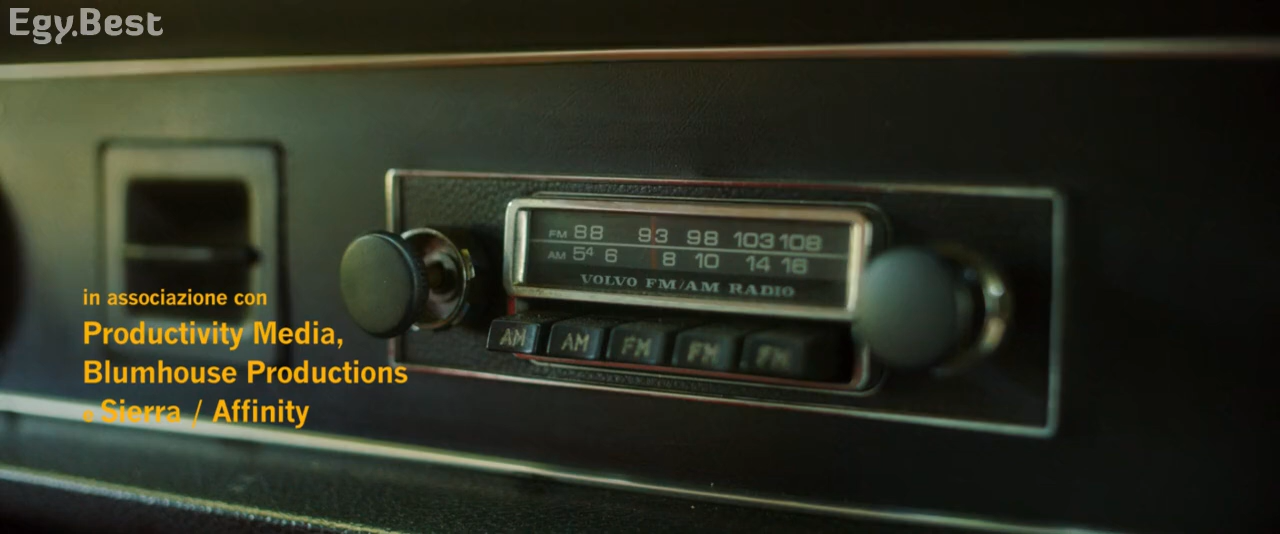 Egy.Best
FM 88 93 98 103 108
AM 5⁴ 6 8 10 14 16
VOLVO FM/AM RADIO
AM AM FM FM FM
in associazione con
Productivity Media,
Blumhouse Productions
e Sierra / Affinity